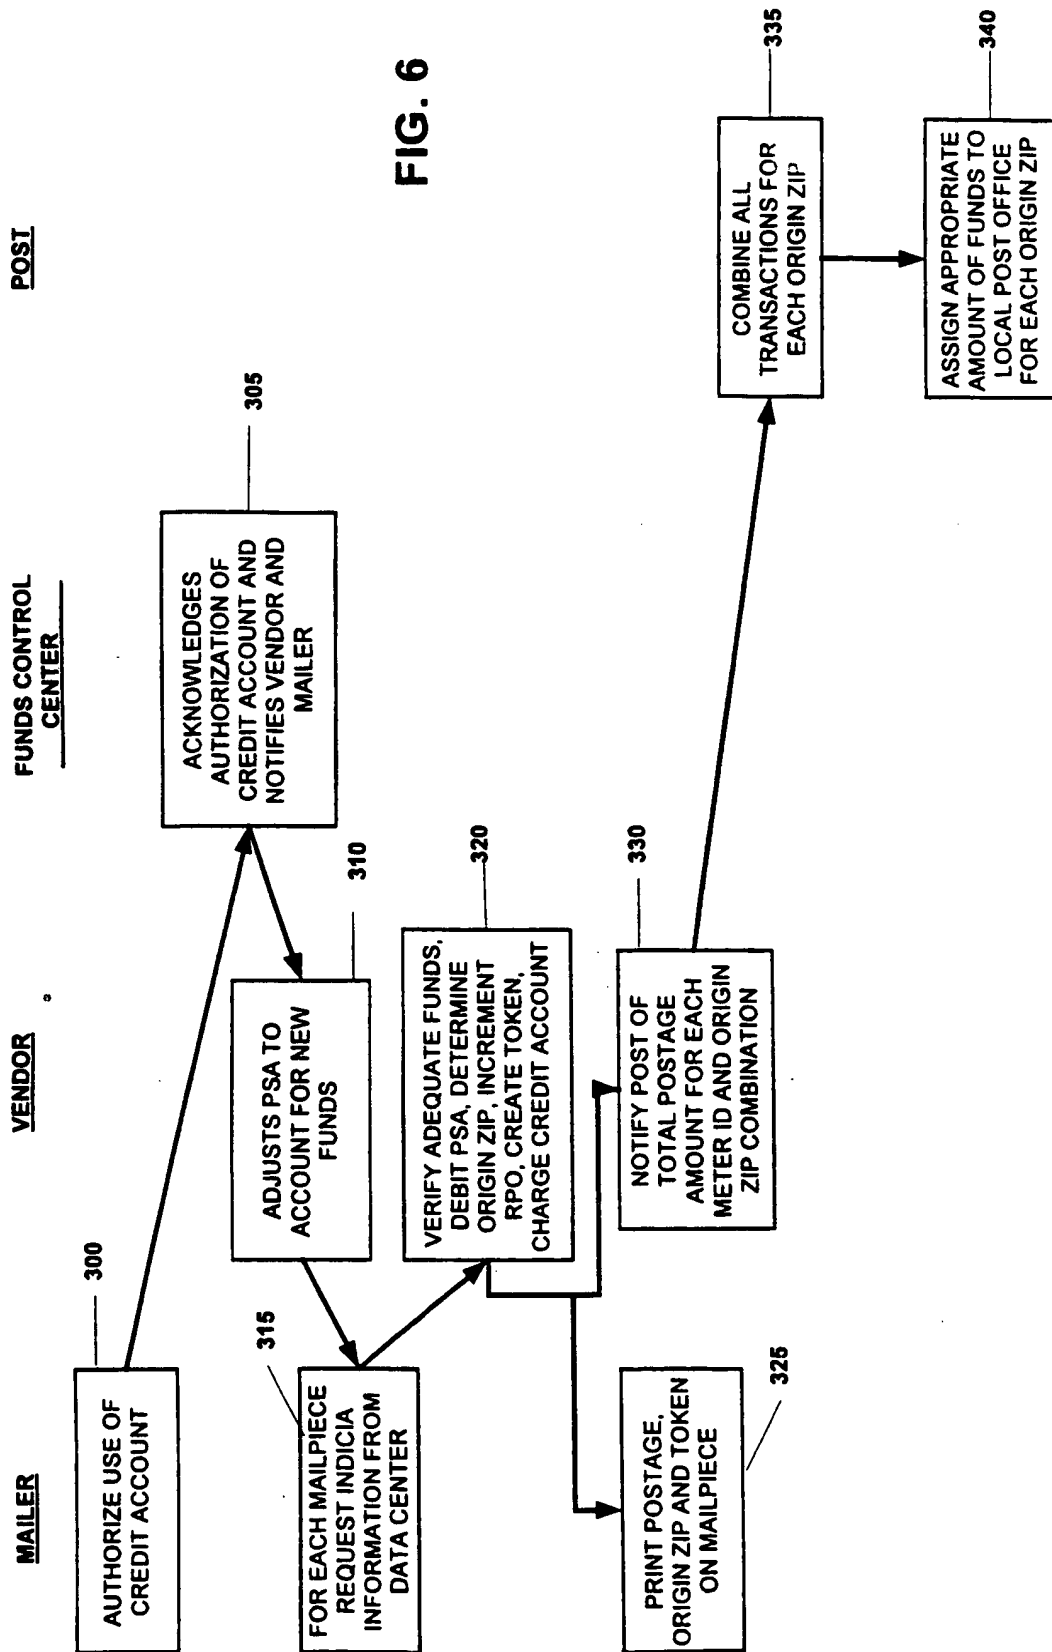 MAILER
VENDOR
FUNDS CONTROL
CENTER
POST
300
AUTHORIZE USE OF
CREDIT ACCOUNT
305
ACKNOWLEDGES
AUTHORIZATION OF
CREDIT ACCOUNT AND
NOTIFIES VENDOR AND
MAILER
310
ADJUSTS PSA TO
ACCOUNT FOR NEW
FUNDS
315
FOR EACH MAILPIECE
REQUEST INDICIA
INFORMATION FROM
DATA CENTER
320
VERIFY ADEQUATE FUNDS,
DEBIT PSA, DETERMINE
ORIGIN ZIP, INCREMENT
RPO, CREATE TOKEN,
CHARGE CREDIT ACCOUNT
325
PRINT POSTAGE,
ORIGIN ZIP AND TOKEN
ON MAILPIECE
330
NOTIFY POST OF
TOTAL POSTAGE
AMOUNT FOR EACH
METER ID AND ORIGIN
ZIP COMBINATION
335
COMBINE ALL
TRANSACTIONS FOR
EACH ORIGIN ZIP
340
ASSIGN APPROPRIATE
AMOUNT OF FUNDS TO
LOCAL POST OFFICE
FOR EACH ORIGIN ZIP
FIG. 6